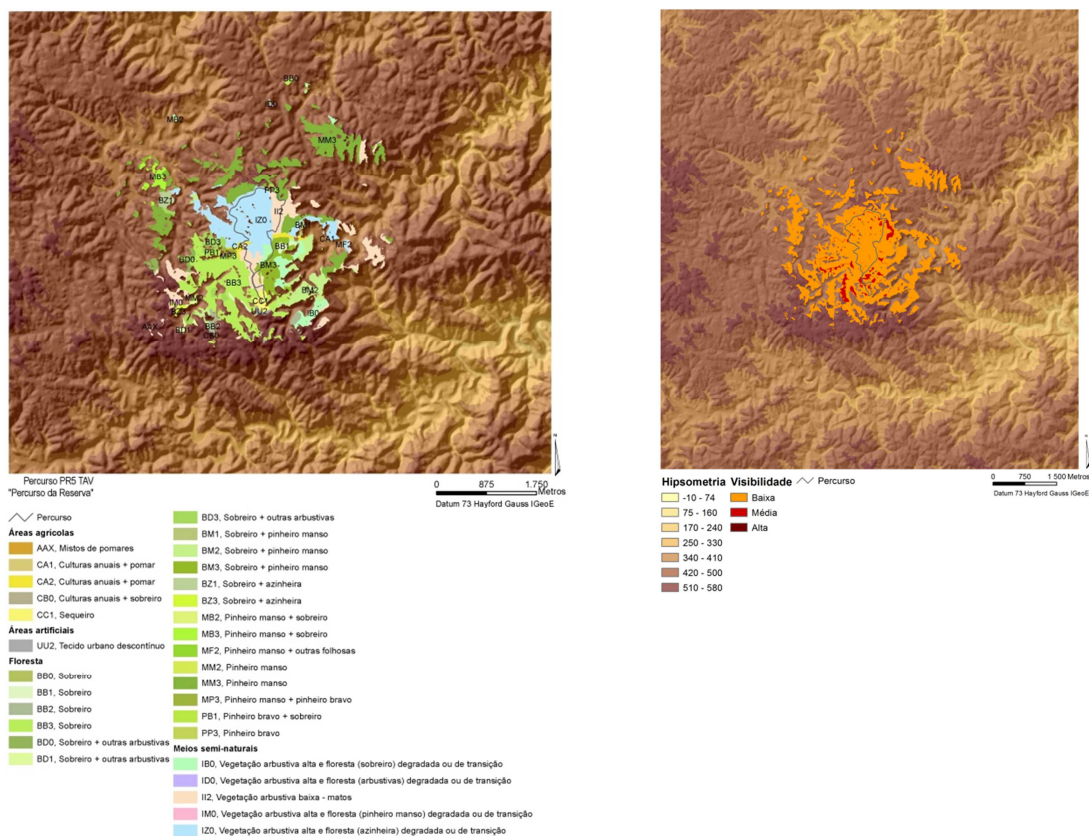 BB0
ID0
MB2
MM3
MB3
BZ1
PP3
II2
IZ0
BM1
CA1
MF2
BD3
CA2
BB1
PB1
MP3
BD0
BM3
BB3
BM2
MM2
IM0
CC1
BZ3
UU2
IB0
AAX
BD1
BB2
CB0
Percurso PR5 TAV
"Percurso da Reserva"
0 875 1.750
Metros
Datum 73 Hayford Gauss IGeoE
N
Percurso
Áreas agrícolas
AAX, Mistos de pomares
CA1, Culturas anuais + pomar
CA2, Culturas anuais + pomar
CB0, Culturas anuais + sobreiro
CC1, Sequeiro
Áreas artificiais
UU2, Tecido urbano descontínuo
Floresta
BB0, Sobreiro
BB1, Sobreiro
BB2, Sobreiro
BB3, Sobreiro
BD0, Sobreiro + outras arbustivas
BD1, Sobreiro + outras arbustivas
BD3, Sobreiro + outras arbustivas
BM1, Sobreiro + pinheiro manso
BM2, Sobreiro + pinheiro manso
BM3, Sobreiro + pinheiro manso
BZ1, Sobreiro + azinheira
BZ3, Sobreiro + azinheira
MB2, Pinheiro manso + sobreiro
MB3, Pinheiro manso + sobreiro
MF2, Pinheiro manso + outras folhosas
MM2, Pinheiro manso
MM3, Pinheiro manso
MP3, Pinheiro manso + pinheiro bravo
PB1, Pinheiro bravo + sobreiro
PP3, Pinheiro bravo
Meios semi-naturais
IB0, Vegetação arbustiva alta e floresta (sobreiro) degradada ou de transição
ID0, Vegetação arbustiva alta e floresta (arbustivas) degradada ou de transição
II2, Vegetação arbustiva baixa - matos
IM0, Vegetação arbustiva alta e floresta (pinheiro manso) degradada ou de transição
IZ0, Vegetação arbustiva alta e floresta (azinheira) degradada ou de transição
Hipsometria
-10 - 74
75 - 160
170 - 240
250 - 330
340 - 410
420 - 500
510 - 580
Visibilidade
Baixa
Média
Alta
Percurso
0 750 1 500 Metros
Datum 73 Hayford Gauss IGeoE
N